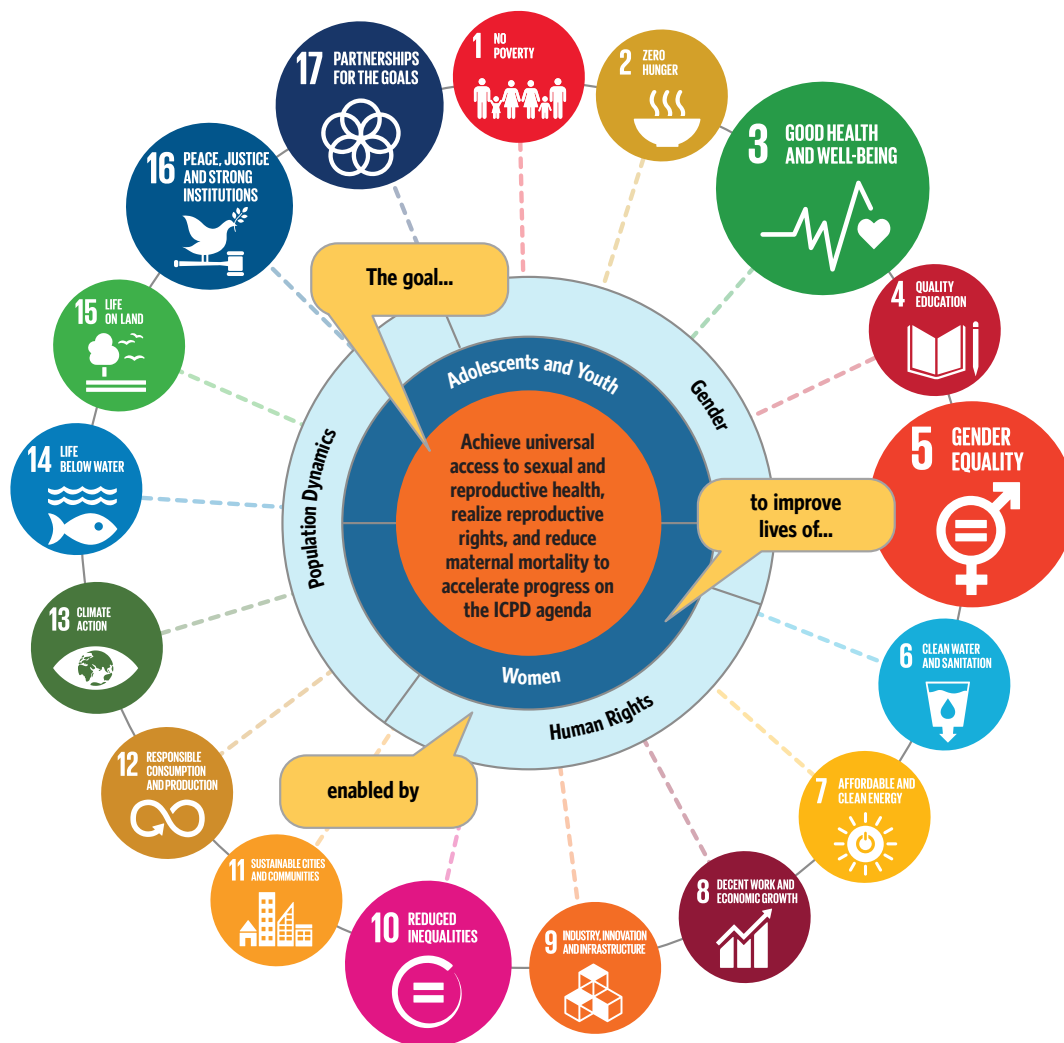 1 NO
POVERTY
2 ZERO
HUNGER
3 GOOD HEALTH
AND WELL-BEING
4 QUALITY
EDUCATION
5 GENDER
EQUALITY
6 CLEAN WATER
AND SANITATION
7 AFFORDABLE AND
CLEAN ENERGY
8 DECENT WORK AND
ECONOMIC GROWTH
9 INDUSTRY, INNOVATION
AND INFRASTRUCTURE
10 REDUCED
INEQUALITIES
11 SUSTAINABLE CITIES
AND COMMUNITIES
12 RESPONSIBLE
CONSUMPTION
AND PRODUCTION
13 CLIMATE
ACTION
14 LIFE
BELOW WATER
15 LIFE
ON LAND
16 PEACE, JUSTICE
AND STRONG
INSTITUTIONS
17 PARTNERSHIPS
FOR THE GOALS
The goal...
Achieve universal
access to sexual and
reproductive health,
realize reproductive
rights, and reduce
maternal mortality to
accelerate progress on
the ICPD agenda
to improve
lives of...
Adolescents and Youth
Women
enabled by
Population Dynamics
Gender
Human Rights